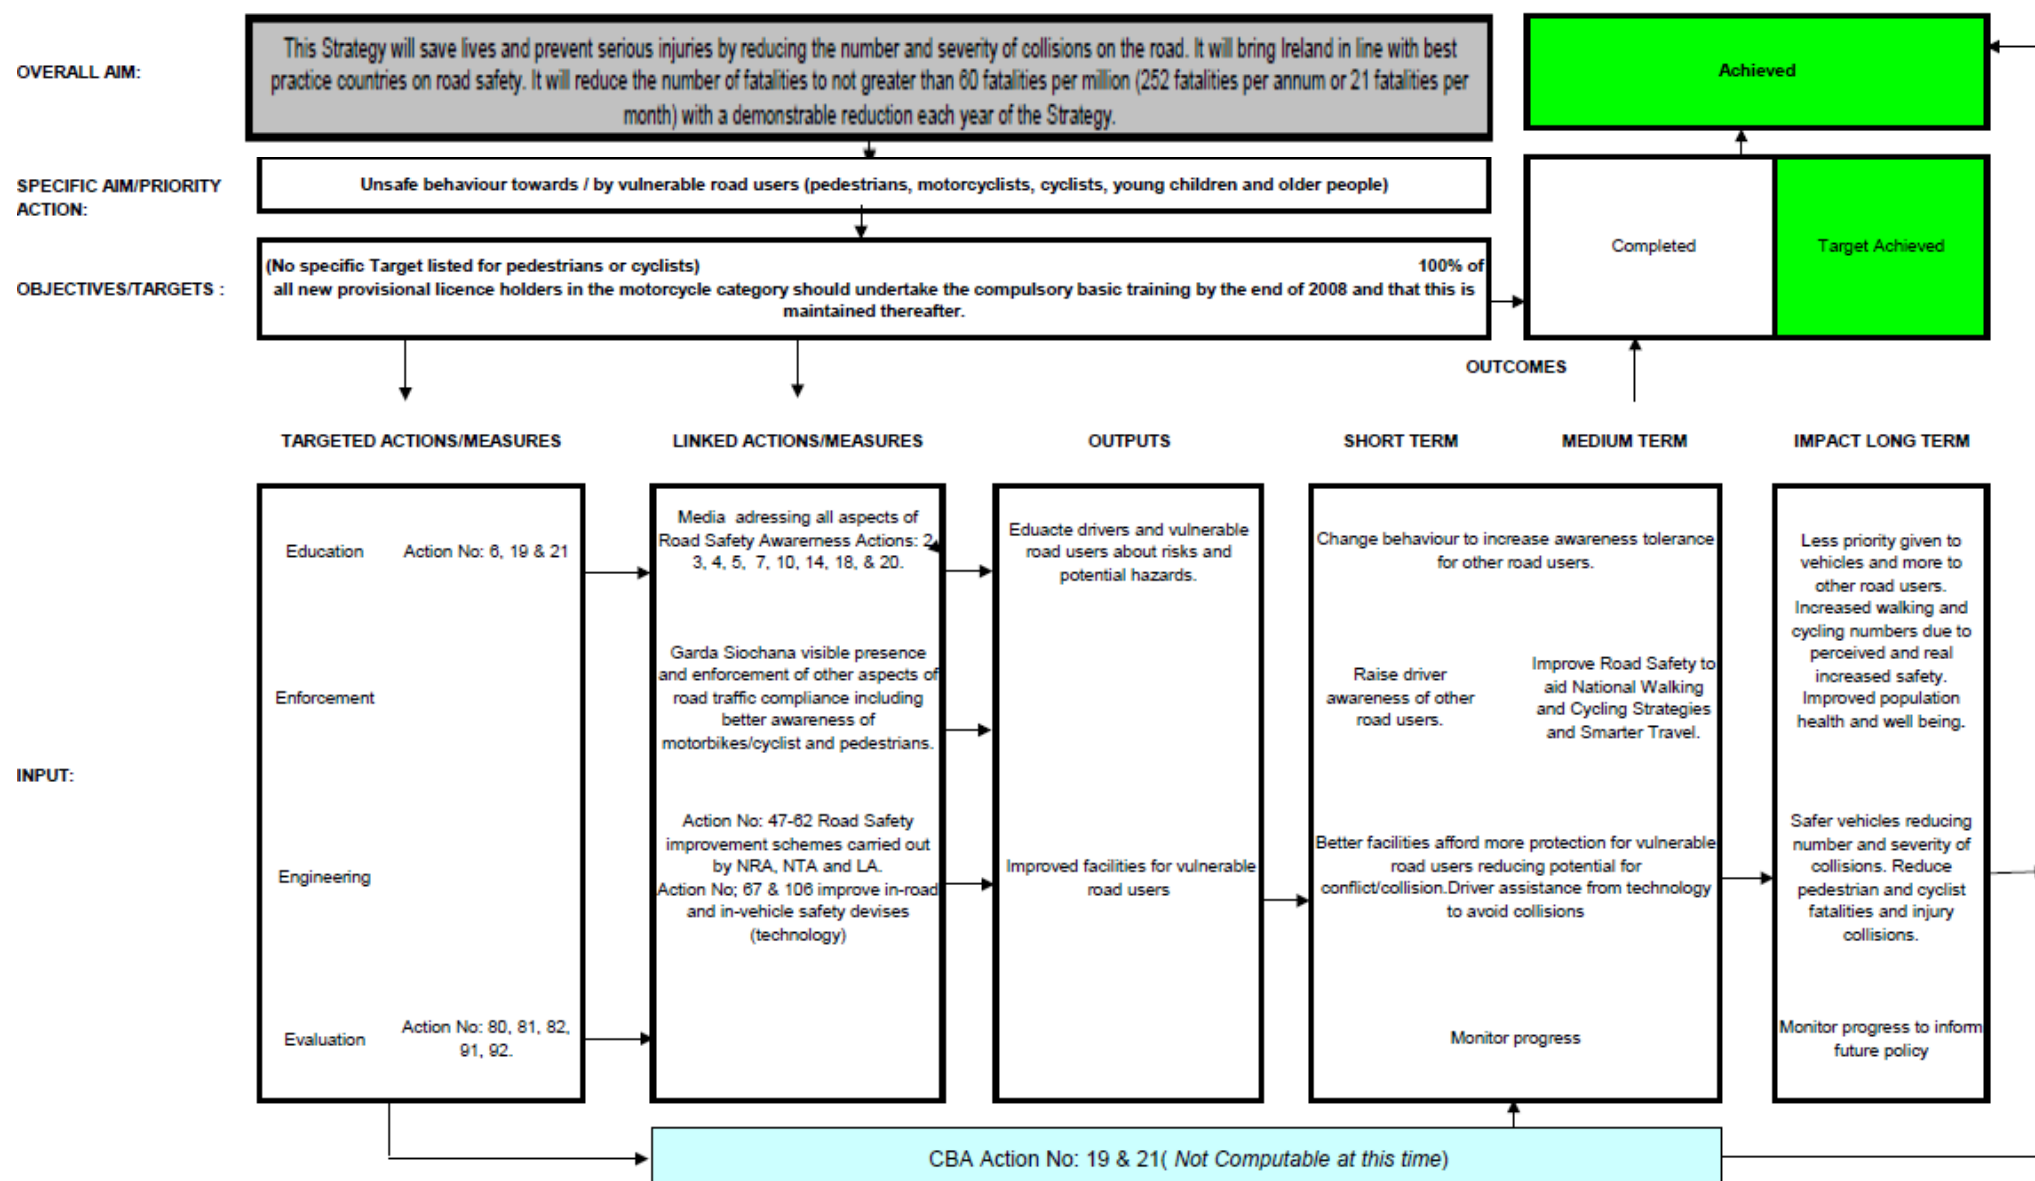 OVERALL AIM:
This Strategy will save lives and prevent serious injuries by reducing the number and severity of collisions on the road. It will bring Ireland in line with best
practice countries on road safety. It will reduce the number of fatalities to not greater than 60 fatalities per million (252 fatalities per annum or 21 fatalities per
month) with a demonstrable reduction each year of the Strategy.
Achieved
SPECIFIC AIM/PRIORITY
ACTION:
Unsafe behaviour towards / by vulnerable road users (pedestrians, motorcyclists, cyclists, young children and older people)
Completed
Target Achieved
OBJECTIVES/TARGETS :
(No specific Target listed for pedestrians or cyclists) 100% of
all new provisional licence holders in the motorcycle category should undertake the compulsory basic training by the end of 2008 and that this is
maintained thereafter.
OUTCOMES
TARGETED ACTIONS/MEASURES
LINKED ACTIONS/MEASURES
OUTPUTS
SHORT TERM
MEDIUM TERM
IMPACT LONG TERM
INPUT:
Education
Action No: 6, 19 & 21
Enforcement
Engineering
Evaluation
Action No: 80, 81, 82,
91, 92.
Media adressing all aspects of
Road Safety Awarerness Actions: 2,
3, 4, 5, 7, 10, 14, 18, & 20.
Garda Siochana visible presence
and enforcement of other aspects of
road traffic compliance including
better awareness of
motorbikes/cyclist and pedestrians.
Action No: 47-62 Road Safety
improvement schemes carried out
by NRA, NTA and LA.
Action No; 67 & 106 improve in-road
and in-vehicle safety devises
(technology)
Eduacte drivers and vulnerable
road users about risks and
potential hazards.
Improved facilities for vulnerable
road users
Change behaviour to increase awareness tolerance
for other road users.
Raise driver
awareness of other
road users.
Improve Road Safety to
aid National Walking
and Cycling Strategies
and Smarter Travel.
Better facilities afford more protection for vulnerable
road users reducing potential for
conflict/collision.Driver assistance from technology
to avoid collisions
Monitor progress
Less priority given to
vehicles and more to
other road users.
Increased walking and
cycling numbers due to
perceived and real
increased safety.
Improved population
health and well being.
Safer vehicles reducing
number and severity of
collisions. Reduce
pedestrian and cyclist
fatalities and injury
collisions.
Monitor progress to inform
future policy
CBA Action No: 19 & 21( Not Computable at this time)